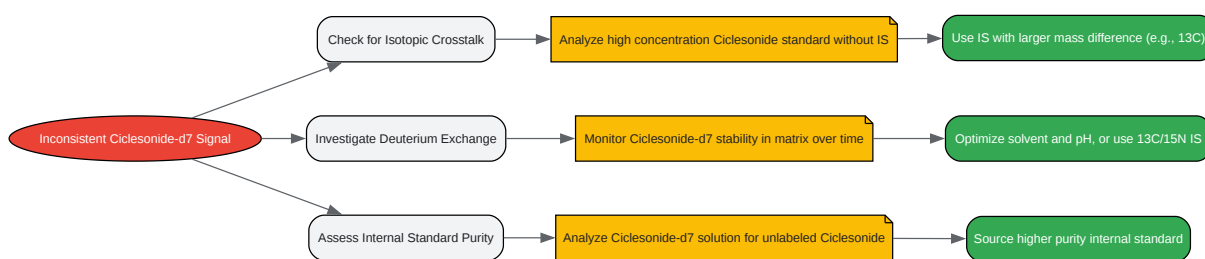 Check for Isotopic Crosstalk
Analyze high concentration Ciclesonide standard without IS
Use IS with larger mass difference (e.g., 13C)
Inconsistent Ciclesonide-d7 Signal
Investigate Deuterium Exchange
Monitor Ciclesonide-d7 stability in matrix over time
Optimize solvent and pH, or use 13C/15N IS
Assess Internal Standard Purity
Analyze Ciclesonide-d7 solution for unlabeled Ciclesonide
Source higher purity internal standard